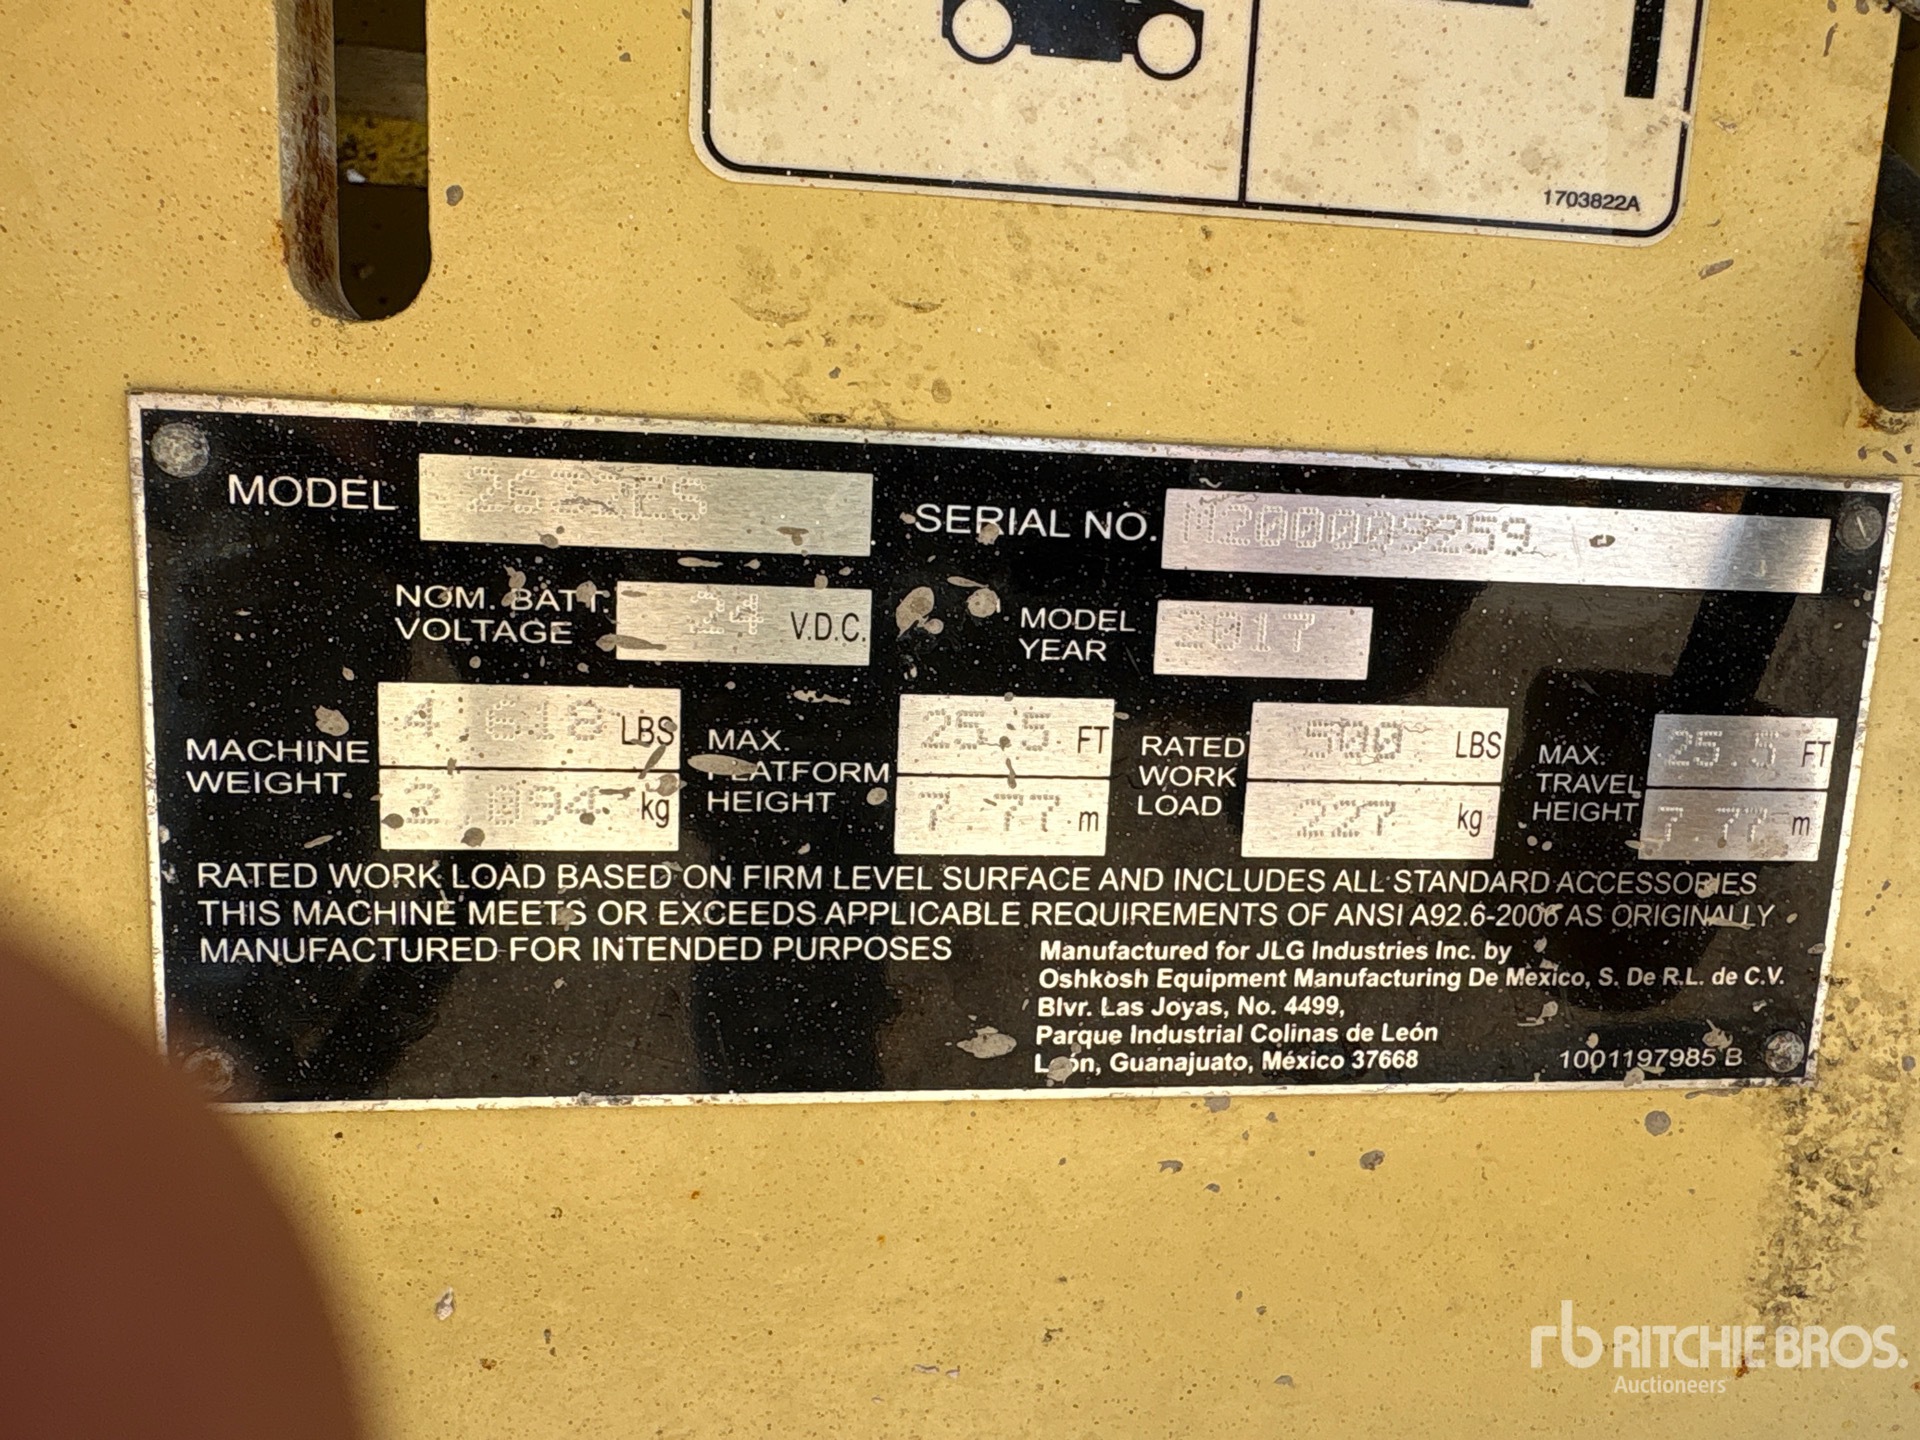 1703822A
MODEL 2632ES
SERIAL NO. M200009259
NOM. BATT. VOLTAGE 24 V.D.C.
MODEL YEAR 2017
MACHINE WEIGHT 4,618 LBS
2,094 kg
MAX. PLATFORM HEIGHT 25.5 FT
7.77 m
RATED WORK LOAD 500 LBS
227 kg
MAX. TRAVEL HEIGHT 25.5 FT
7.77 m
RATED WORK LOAD BASED ON FIRM LEVEL SURFACE AND INCLUDES ALL STANDARD ACCESSORIES
THIS MACHINE MEETS OR EXCEEDS APPLICABLE REQUIREMENTS OF ANSI A92.6-2006 AS ORIGINALLY
MANUFACTURED FOR INTENDED PURPOSES
Manufactured for JLG Industries Inc. by
Oshkosh Equipment Manufacturing De Mexico, S. De R.L. de C.V.
Blvr. Las Joyas, No. 4499,
Parque Industrial Colinas de León
León, Guanajuato, México 37668
1001197985 B
rb RITCHIE BROS.
Auctioneers